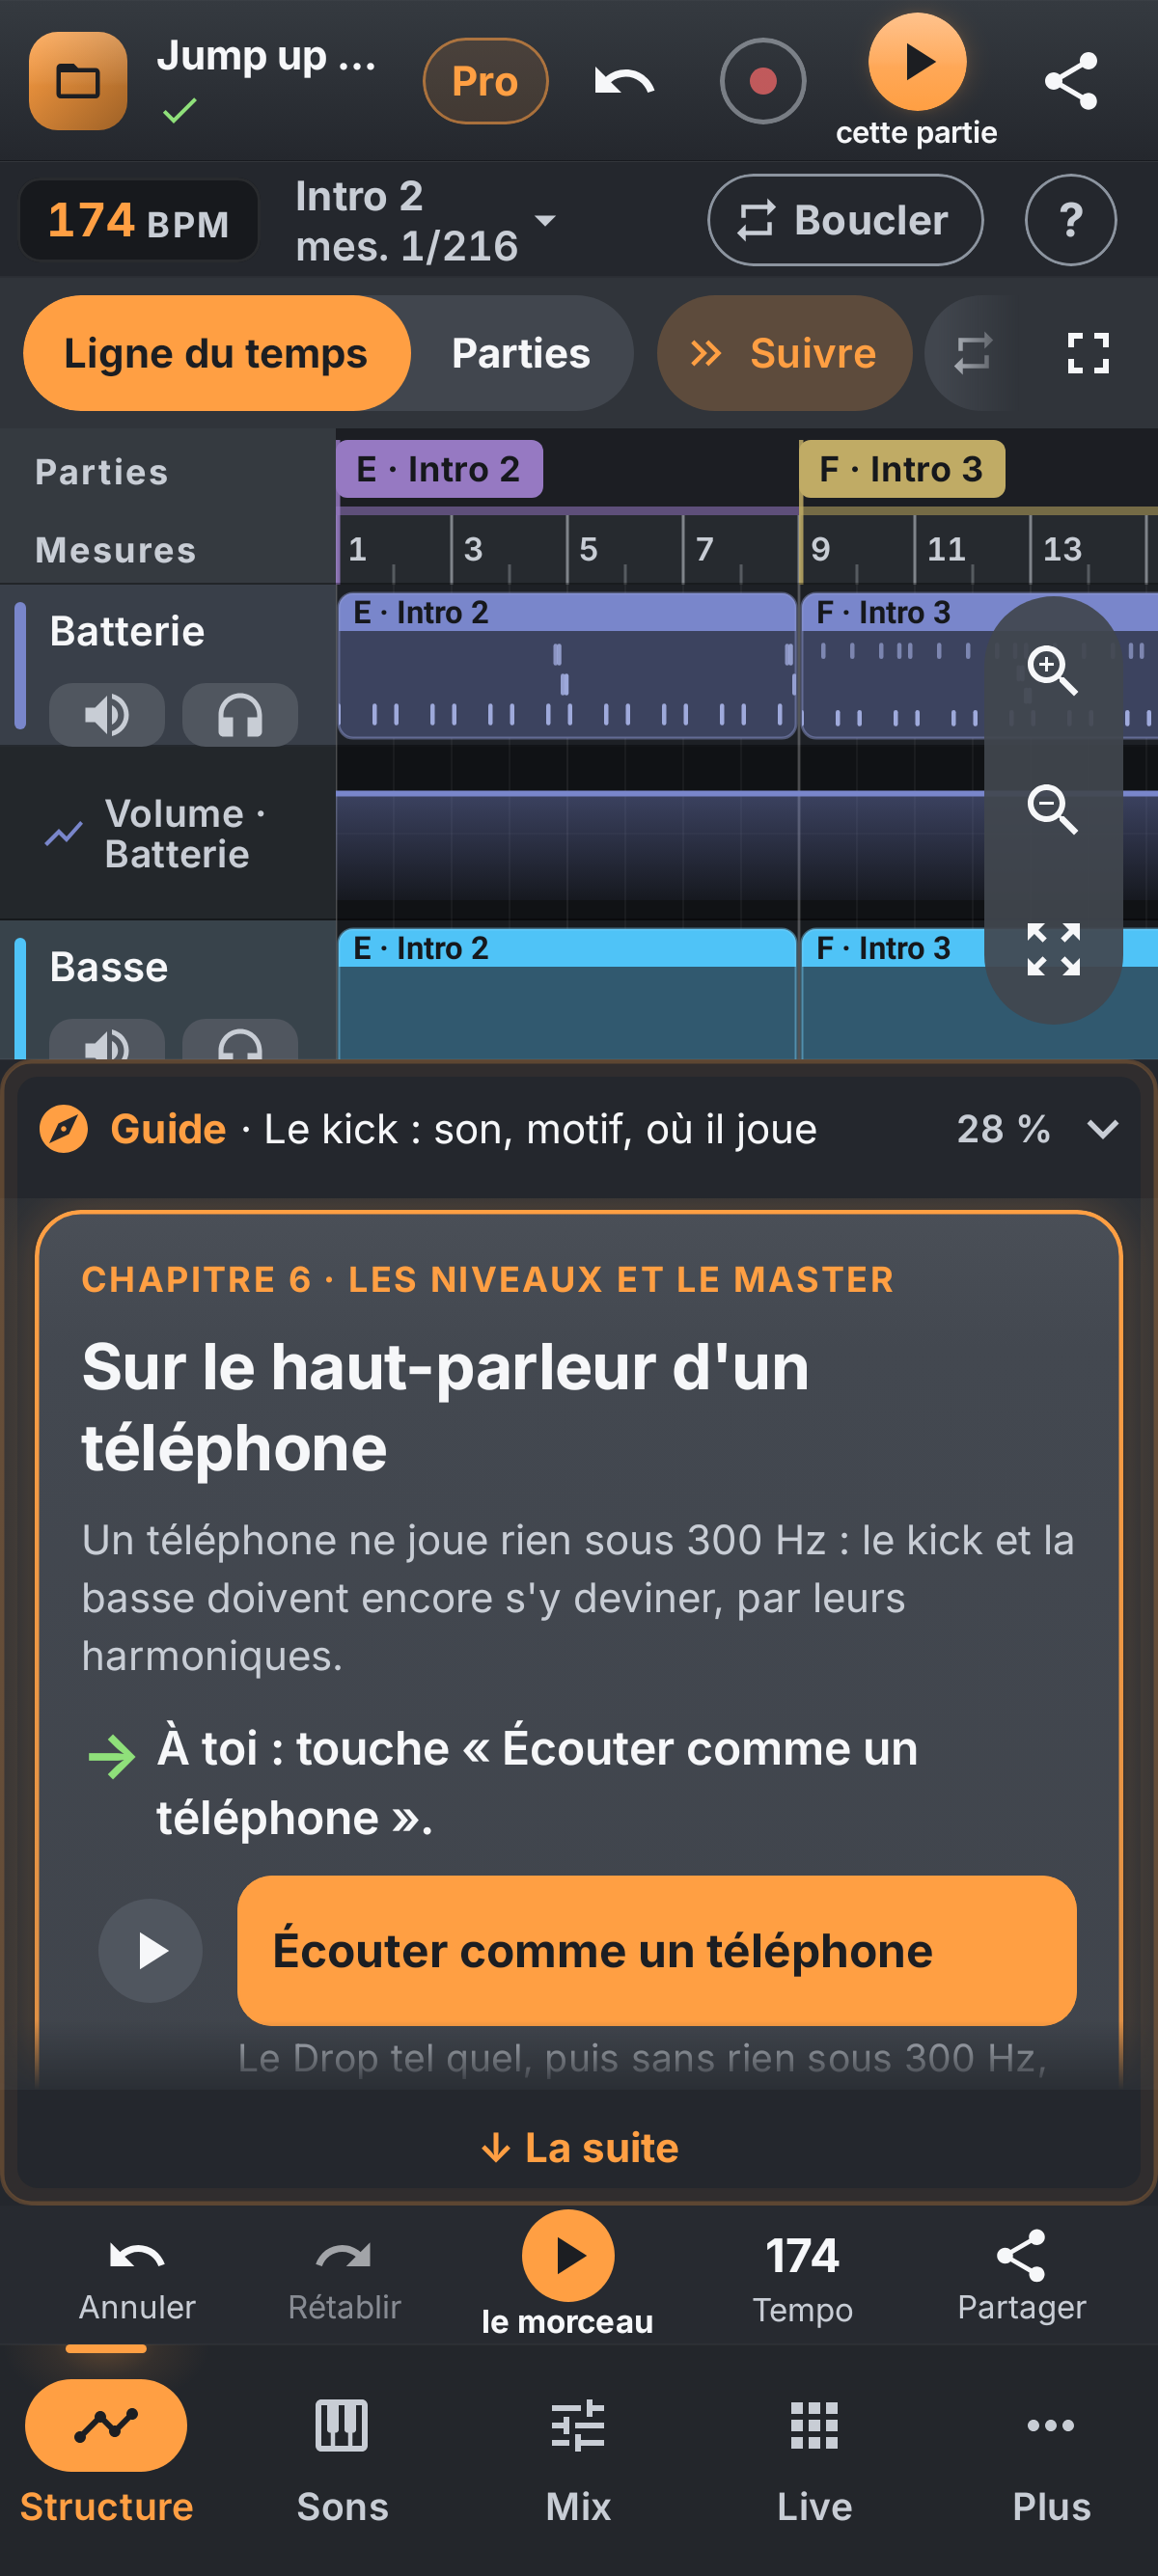 Jump up ...
Pro
cette partie
174 BPM
Intro 2
mes. 1/216
Boucler
?
Ligne du temps
Parties
Suivre
Parties
E · Intro 2
F · Intro 3
Mesures
1
3
5
7
9
11
13
Batterie
E · Intro 2
F · Intro 3
Volume ·
Batterie
Basse
E · Intro 2
F · Intro 3
Guide · Le kick : son, motif, où il joue
28 %
CHAPITRE 6 · LES NIVEAUX ET LE MASTER
Sur le haut-parleur d'un
téléphone
Un téléphone ne joue rien sous 300 Hz : le kick et la
basse doivent encore s'y deviner, par leurs
harmoniques.
À toi : touche « Écouter comme un
téléphone ».
Écouter comme un téléphone
Le Drop tel quel, puis sans rien sous 300 Hz,
La suite
Annuler
Rétablir
le morceau
174
Tempo
Partager
Structure
Sons
Mix
Live
Plus